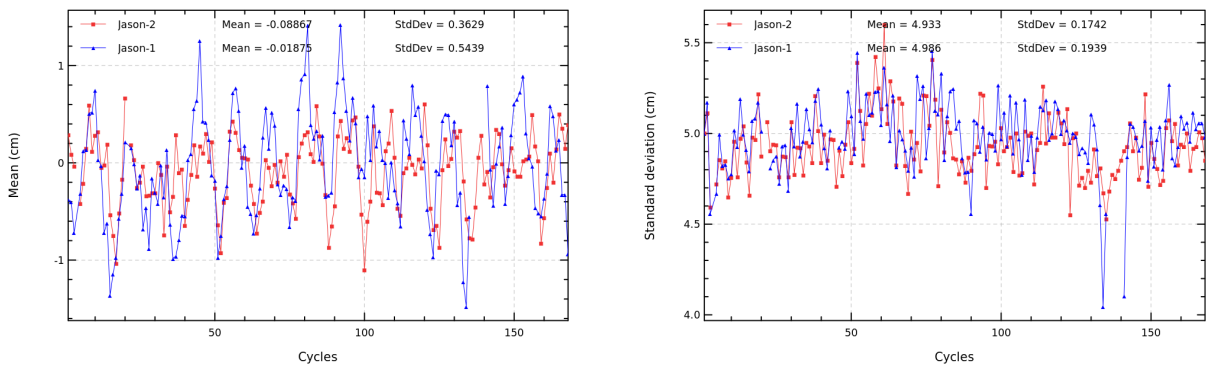 Jason-2 Mean = -0.08867 StdDev = 0.3629
Jason-1 Mean = -0.01875 StdDev = 0.5439
1
0
-1
Mean (cm)
50 100 150
Cycles
Jason-2 Mean = 4.933 StdDev = 0.1742
Jason-1 Mean = 4.986 StdDev = 0.1939
5.5
5.0
4.5
4.0
Standard deviation (cm)
50 100 150
Cycles